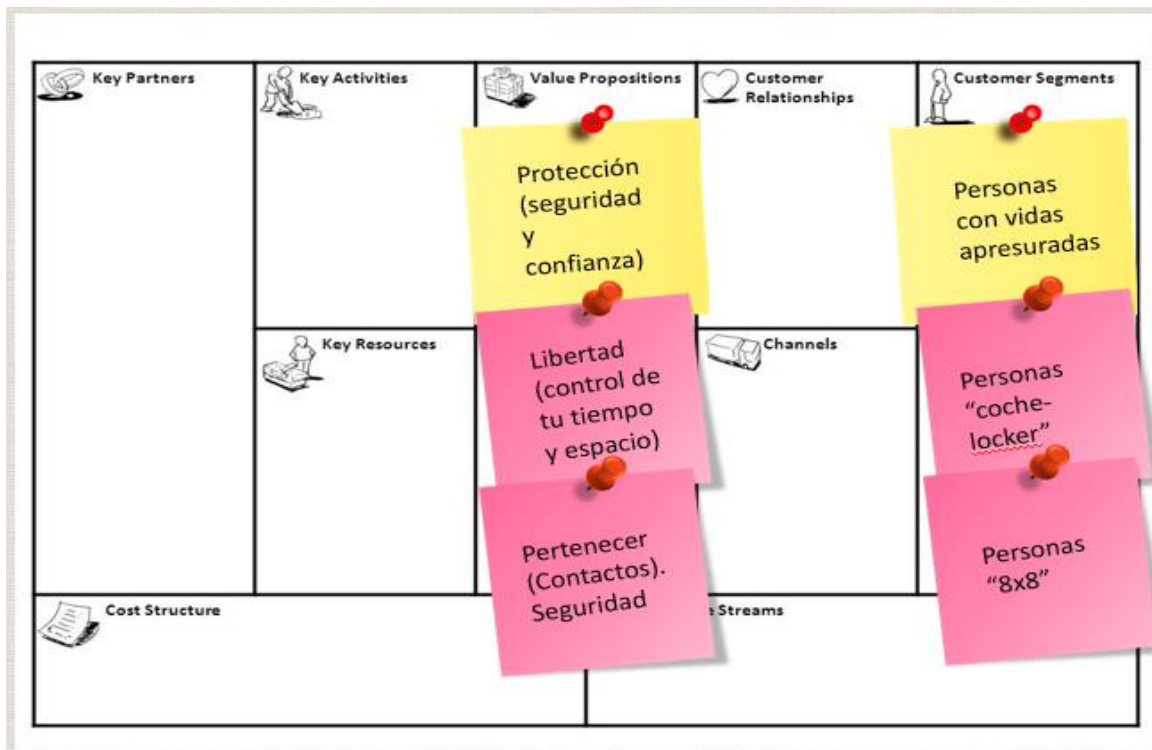 Key Partners
Key Activities
Value Propositions
Customer
Relationships
Customer Segments
Protección
(seguridad
y
confianza)
Personas
con vidas
apresuradas
Key Resources
Libertad
(control de
tu tiempo
y espacio)
Channels
Personas
“coche-
locker”
Pertenecer
(Contactos).
Seguridad
Personas
“8x8”
Cost Structure
e Streams